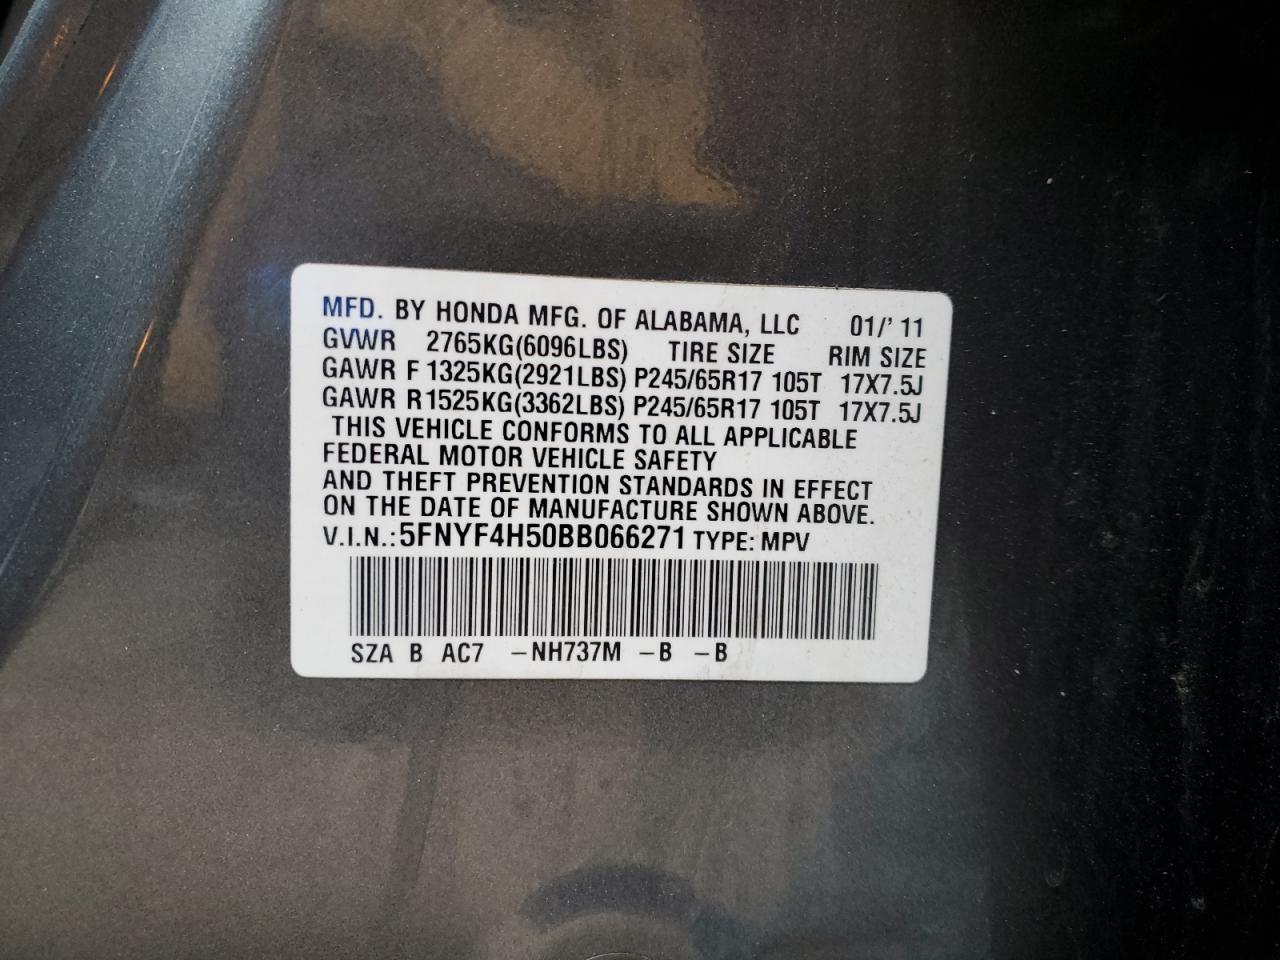 MFD. BY HONDA MFG. OF ALABAMA, LLC 01/' 11
GVWR 2765KG(6096LBS) TIRE SIZE RIM SIZE
GAWR F 1325KG(2921LBS) P245/65R17 105T 17X7.5J
GAWR R 1525KG(3362LBS) P245/65R17 105T 17X7.5J
THIS VEHICLE CONFORMS TO ALL APPLICABLE
FEDERAL MOTOR VEHICLE SAFETY
AND THEFT PREVENTION STANDARDS IN EFFECT
ON THE DATE OF MANUFACTURE SHOWN ABOVE.
V.I.N.: 5FNYF4H50BB066271 TYPE: MPV
SZA B AC7 –NH737M –B –B